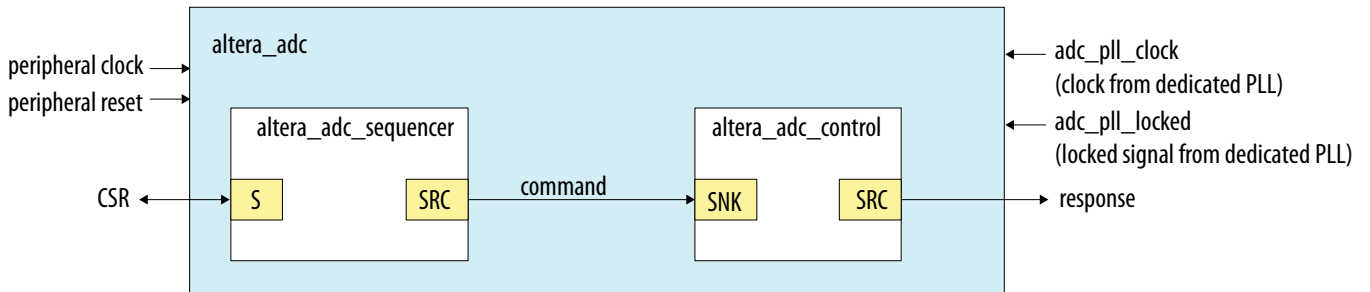 altera_adc
peripheral clock
peripheral reset
adc_pll_clock
(clock from dedicated PLL)
adc_pll_locked
(locked signal from dedicated PLL)
altera_adc_sequencer
altera_adc_control
CSR
S
SRC
command
SNK
SRC
response